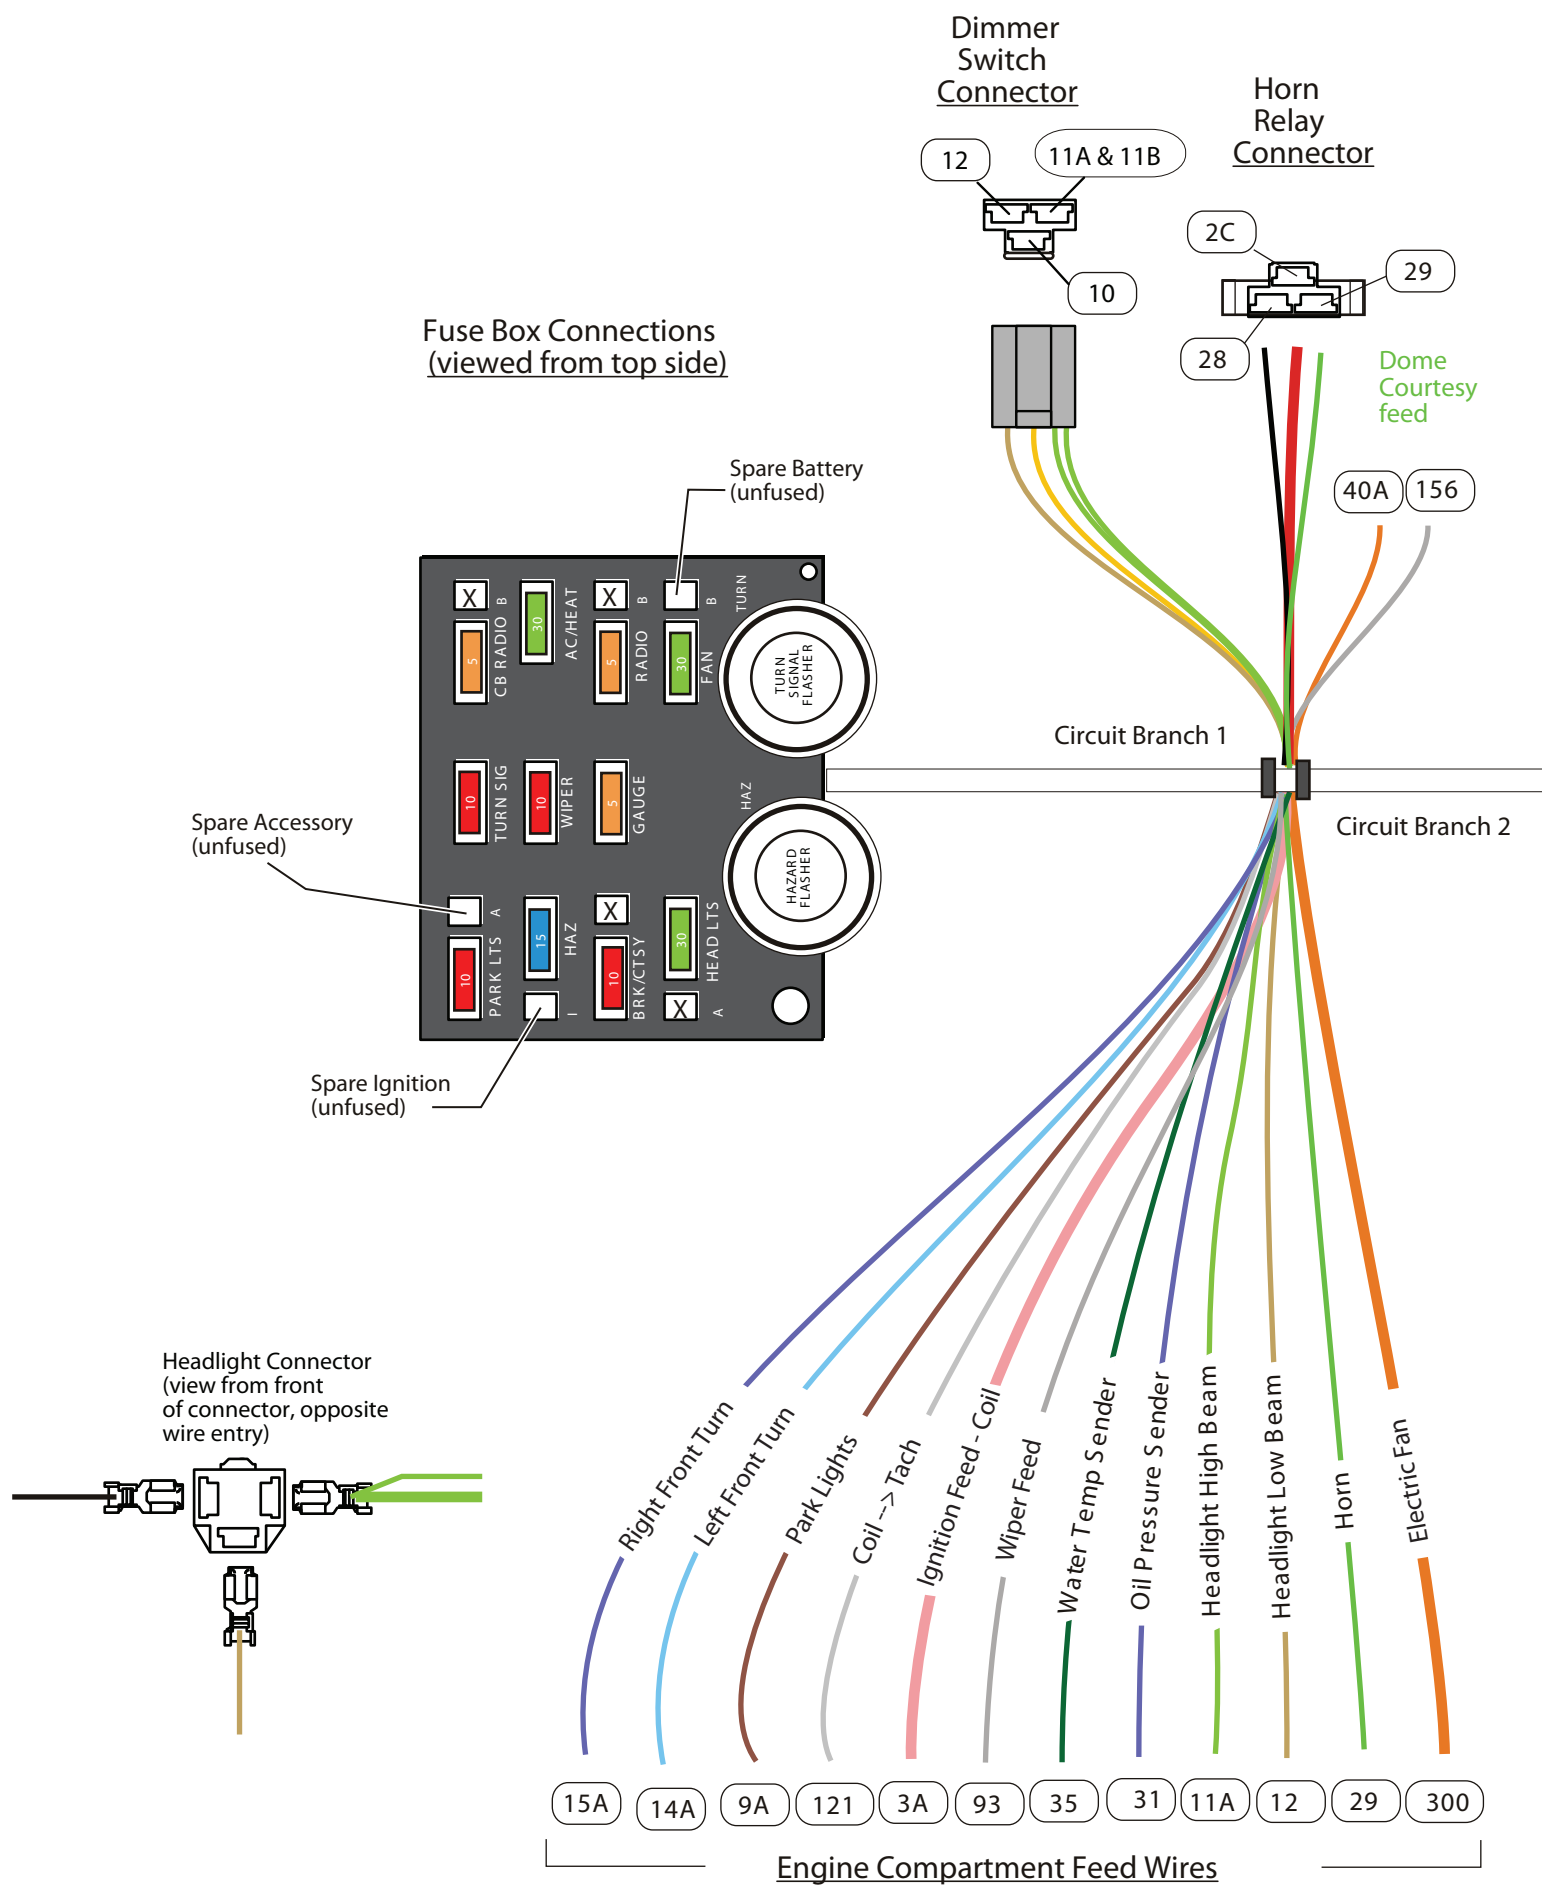 Dimmer
Switch
Connector
Horn
Relay
Connector
12
11A & 11B
10
2C
29
28
Dome
Courtesy
feed
40A
156
Fuse Box Connections
(viewed from top side)
Spare Battery
(unfused)
X
B
CB RADIO
5
30
AC/HEAT
X
B
5
RADIO
B
30
FAN
TURN
TURN
SIGNAL
FLASHER
10
TURN SIG
10
WIPER
5
GAUGE
HAZ
HAZARD
FLASHER
Spare Accessory
(unfused)
A
10
PARK LTS
15
HAZ
I
X
10
BRK/CTSY
30
HEAD LTS
X
A
Spare Ignition
(unfused)
Circuit Branch 1
Circuit Branch 2
Headlight Connector
(view from front
of connector, opposite
wire entry)
Right Front Turn
Left Front Turn
Park Lights
Coil --> Tach
Ignition Feed - Coil
Wiper Feed
Water Temp Sender
Oil Pressure Sender
Headlight High Beam
Headlight Low Beam
Horn
Electric Fan
15A
14A
9A
121
3A
93
35
31
11A
12
29
300
Engine Compartment Feed Wires